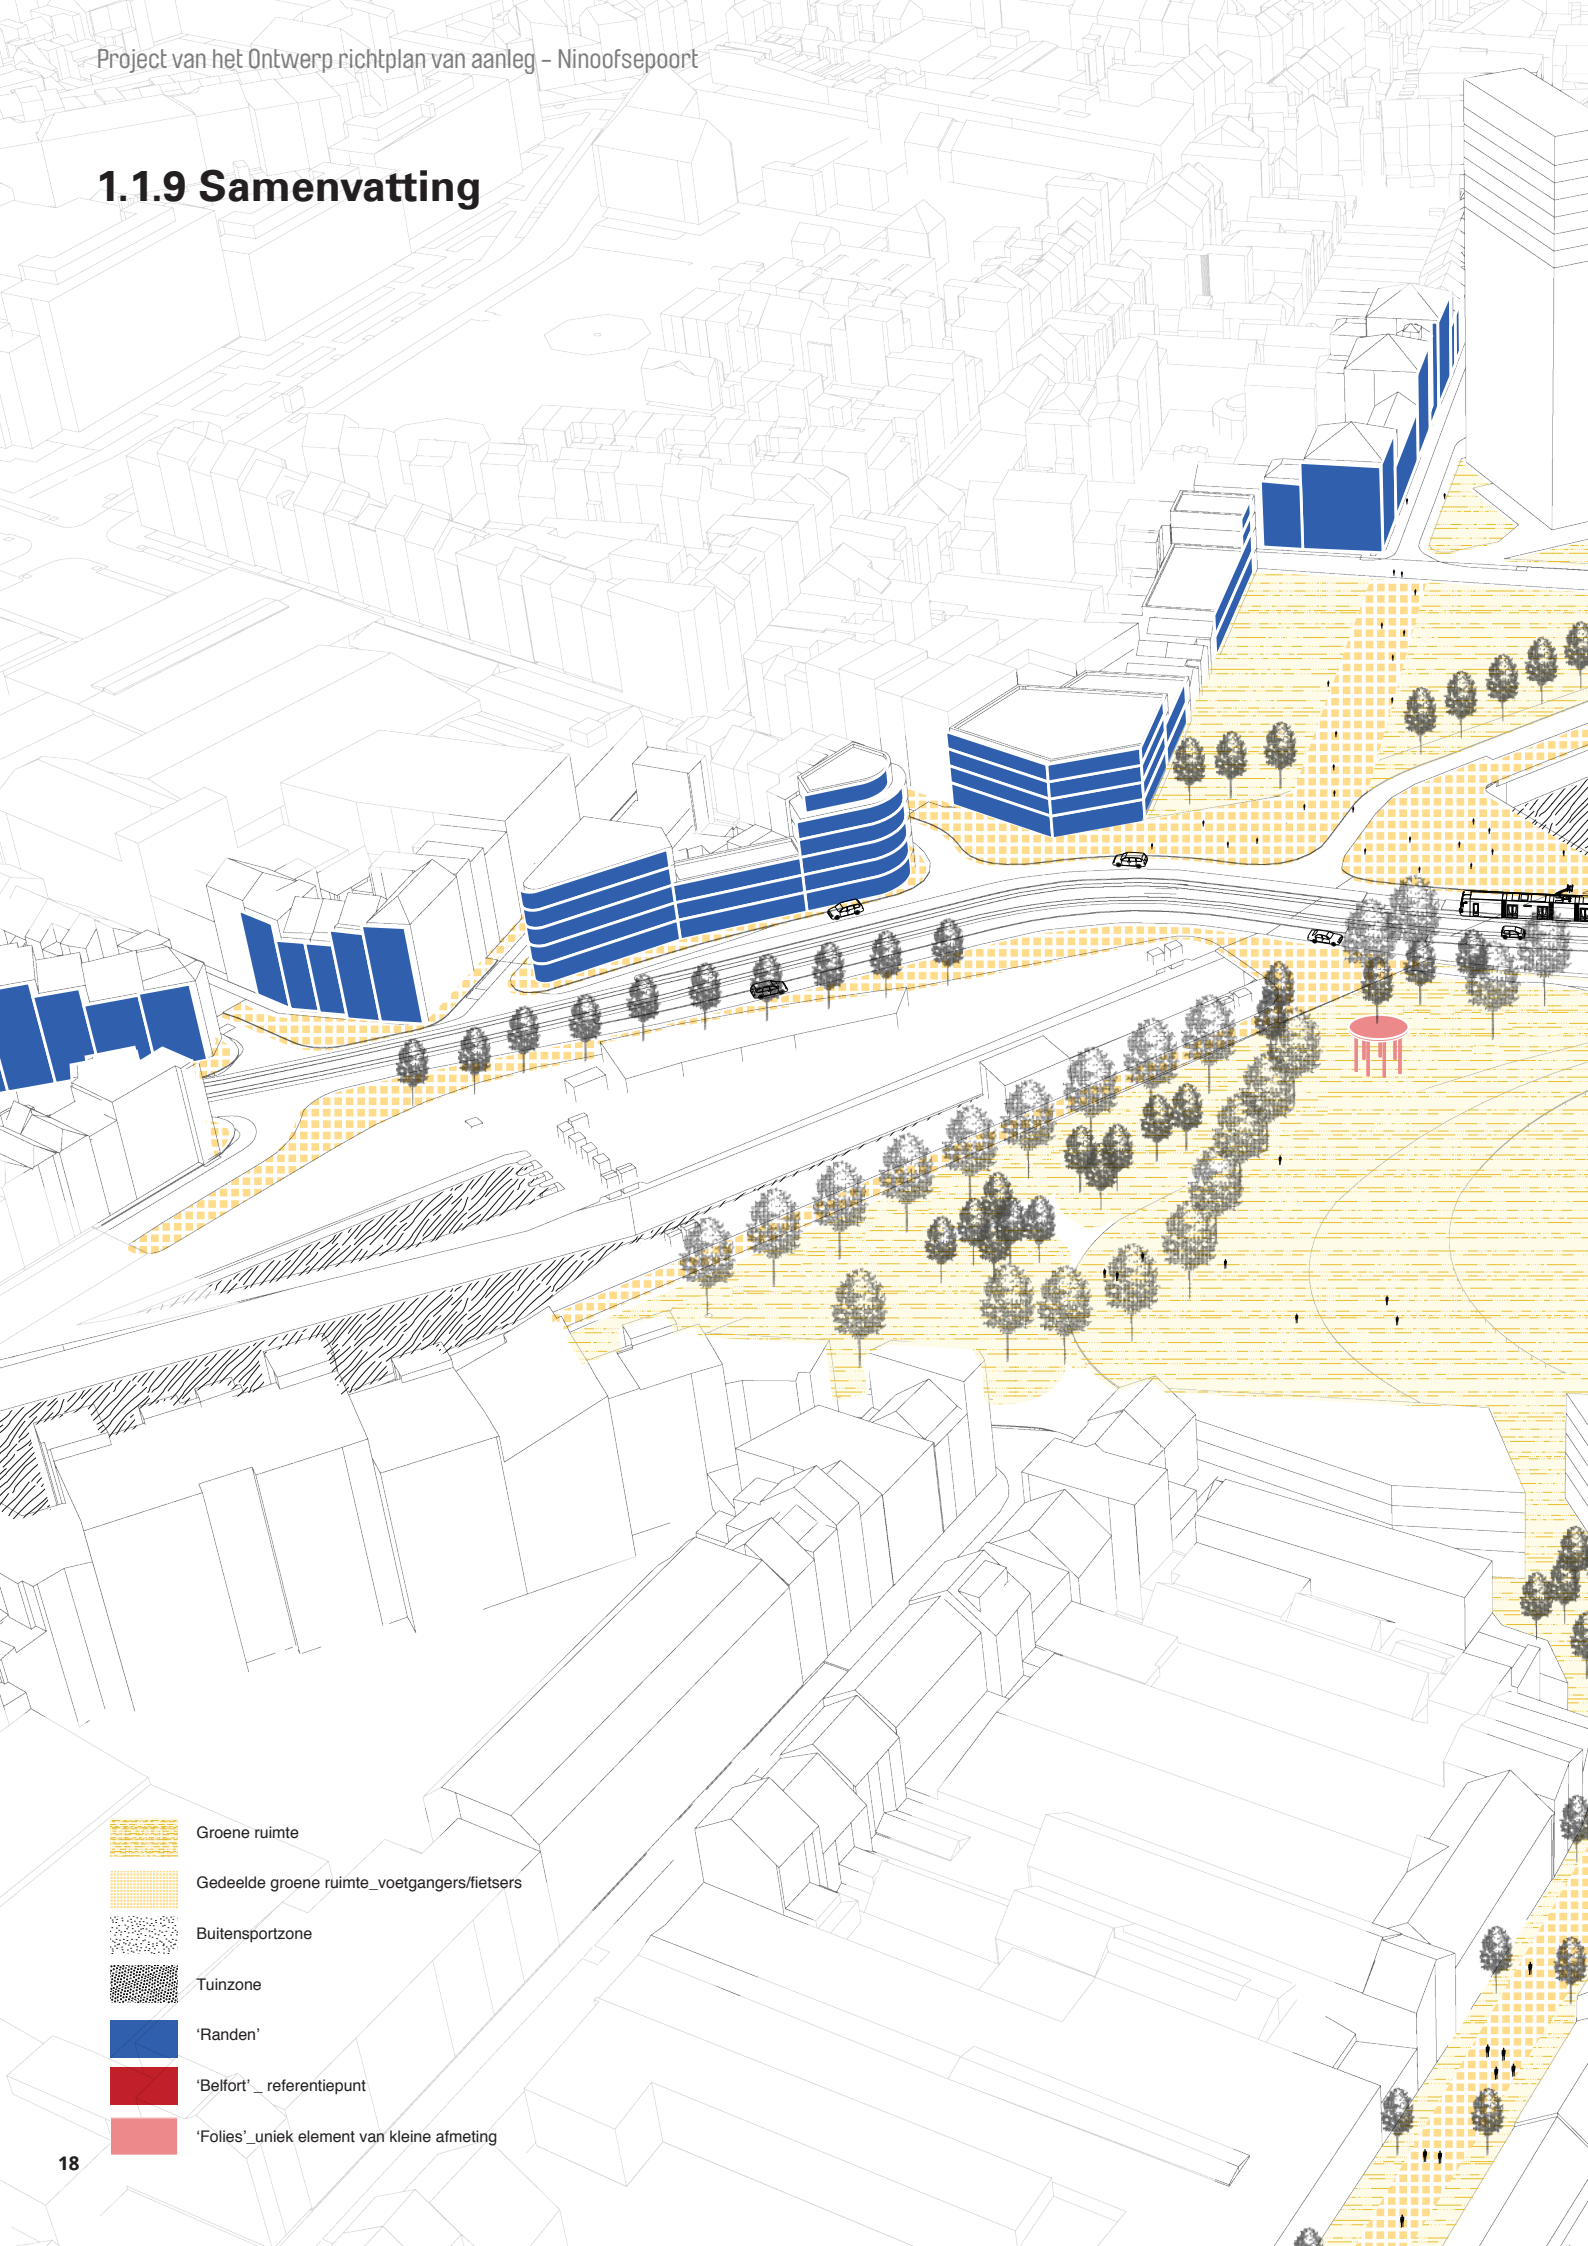 Project van het Ontwerp richtplan van aanleg – Ninoofsepoort
1.1.9 Samenvatting
Groene ruimte
Gedeelde groene ruimte_voetgangers/fietsers
Buitensportzone
Tuinzone
‘Randen’
‘Belfort’ _ referentiepunt
‘Folies’_uniek element van kleine afmeting
18